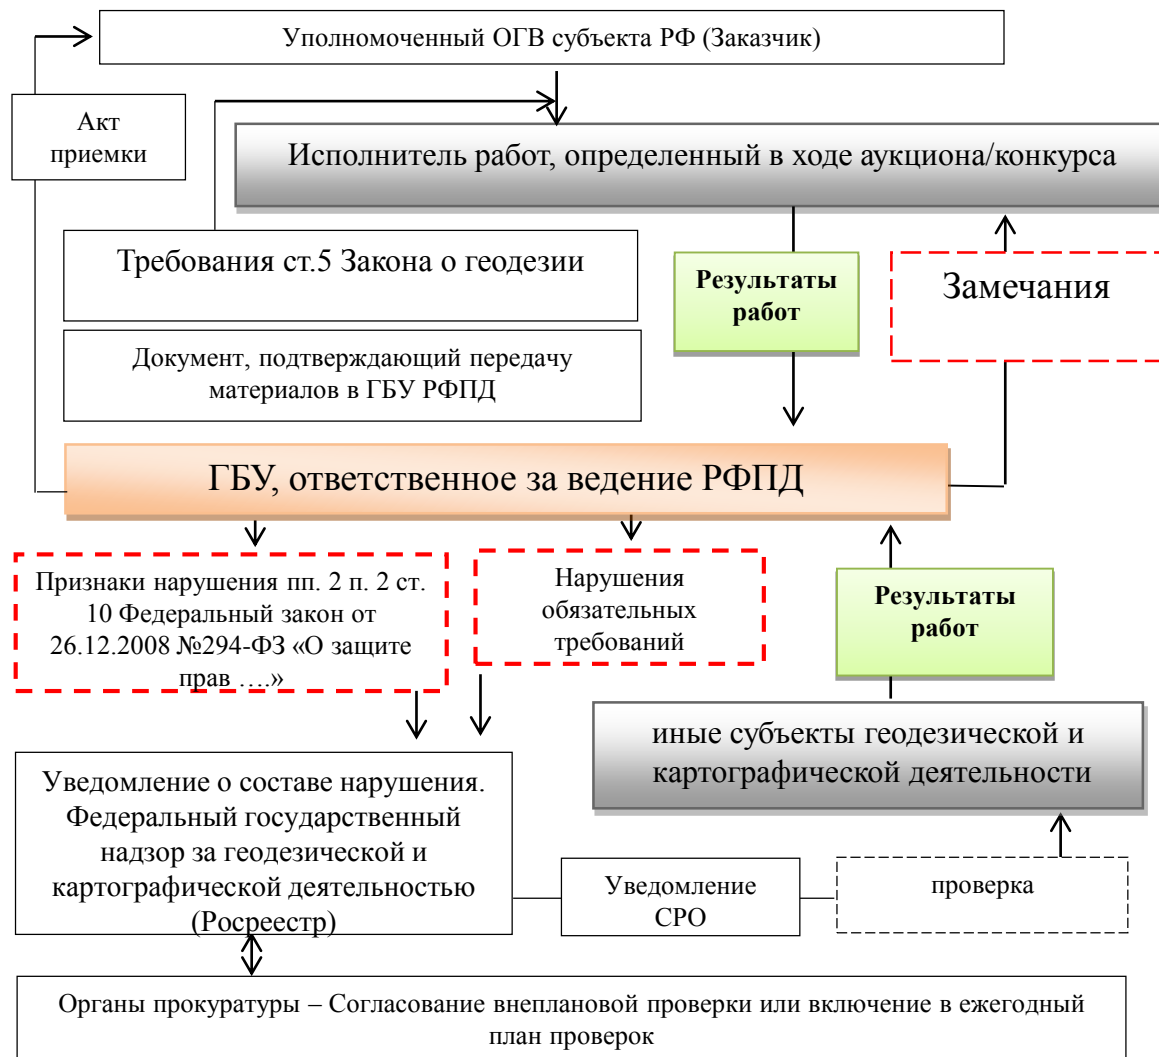 Уполномоченный ОГВ субъекта РФ (Заказчик)
Акт
приемки
Исполнитель работ, определенный в ходе аукциона/конкурса
Требования ст.5 Закона о геодезии
Результаты
работ
Замечания
Документ, подтверждающий передачу
материалов в ГБУ РФПД
ГБУ, ответственное за ведение РФПД
Признаки нарушения пп. 2 п. 2 ст.
10 Федеральный закон от
26.12.2008 №294-ФЗ «О защите
прав ….»
Нарушения
обязательных
требований
Результаты
работ
иные субъекты геодезической и
картографической деятельности
Уведомление о составе нарушения.
Федеральный государственный
надзор за геодезической и
картографической деятельностью
(Росреестр)
Уведомление
СРО
проверка
Органы прокуратуры – Согласование внеплановой проверки или включение в ежегодный
план проверок